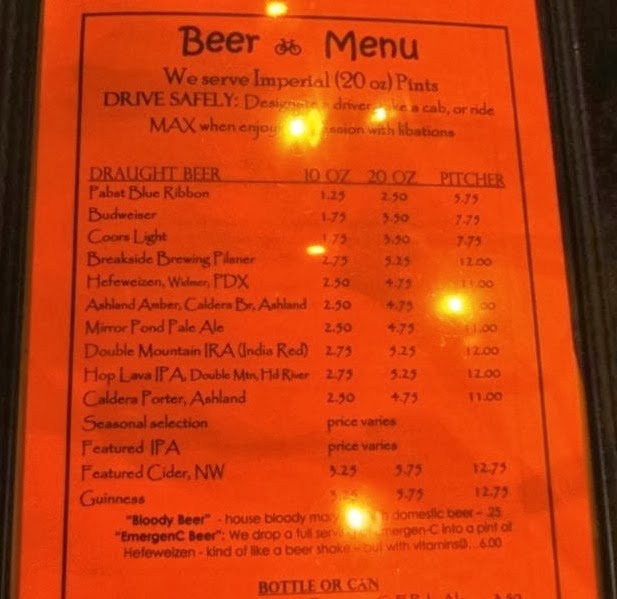 Beer Menu
We serve Imperial (20 oz) Pints
DRIVE SAFELY: Designate a driver, take a cab, or ride
MAX when enjoy session with libations
DRAUGHT BEER 10 OZ 20 OZ PITCHER
Pabst Blue Ribbon 1.25 2.50 5.75
Budweiser 1.75 3.50 7.75
Coors Light 1.75 3.50 7.75
Breakside Brewing Pilsner 2.75 5.25 12.00
Hefeweizen, Widmer, PDX 2.50 4.75 11.00
Ashland Amber, Caldera Br, Ashland 2.50 4.75
Mirror Pond Pale Ale 2.50 4.75 11.00
Double Mountain IRA (India Red) 2.75 5.25 12.00
Hop Lava IPA, Double Mtn, Hd River 2.75 5.25 12.00
Caldera Porter, Ashland 2.50 4.75 11.00
Seasonal selection price varies
Featured IPA price varies
Featured Cider, NW 3.25 5.75 12.75
Guinness 5.75 12.75
"Bloody Beer" - house bloody mary domestic beer – .25
"EmergenC Beer": We drop a full serving Emergen-C into a pint of
Hefeweizen - kind of like a beer shake – but with vitamins!...6.00
BOTTLE OR CAN